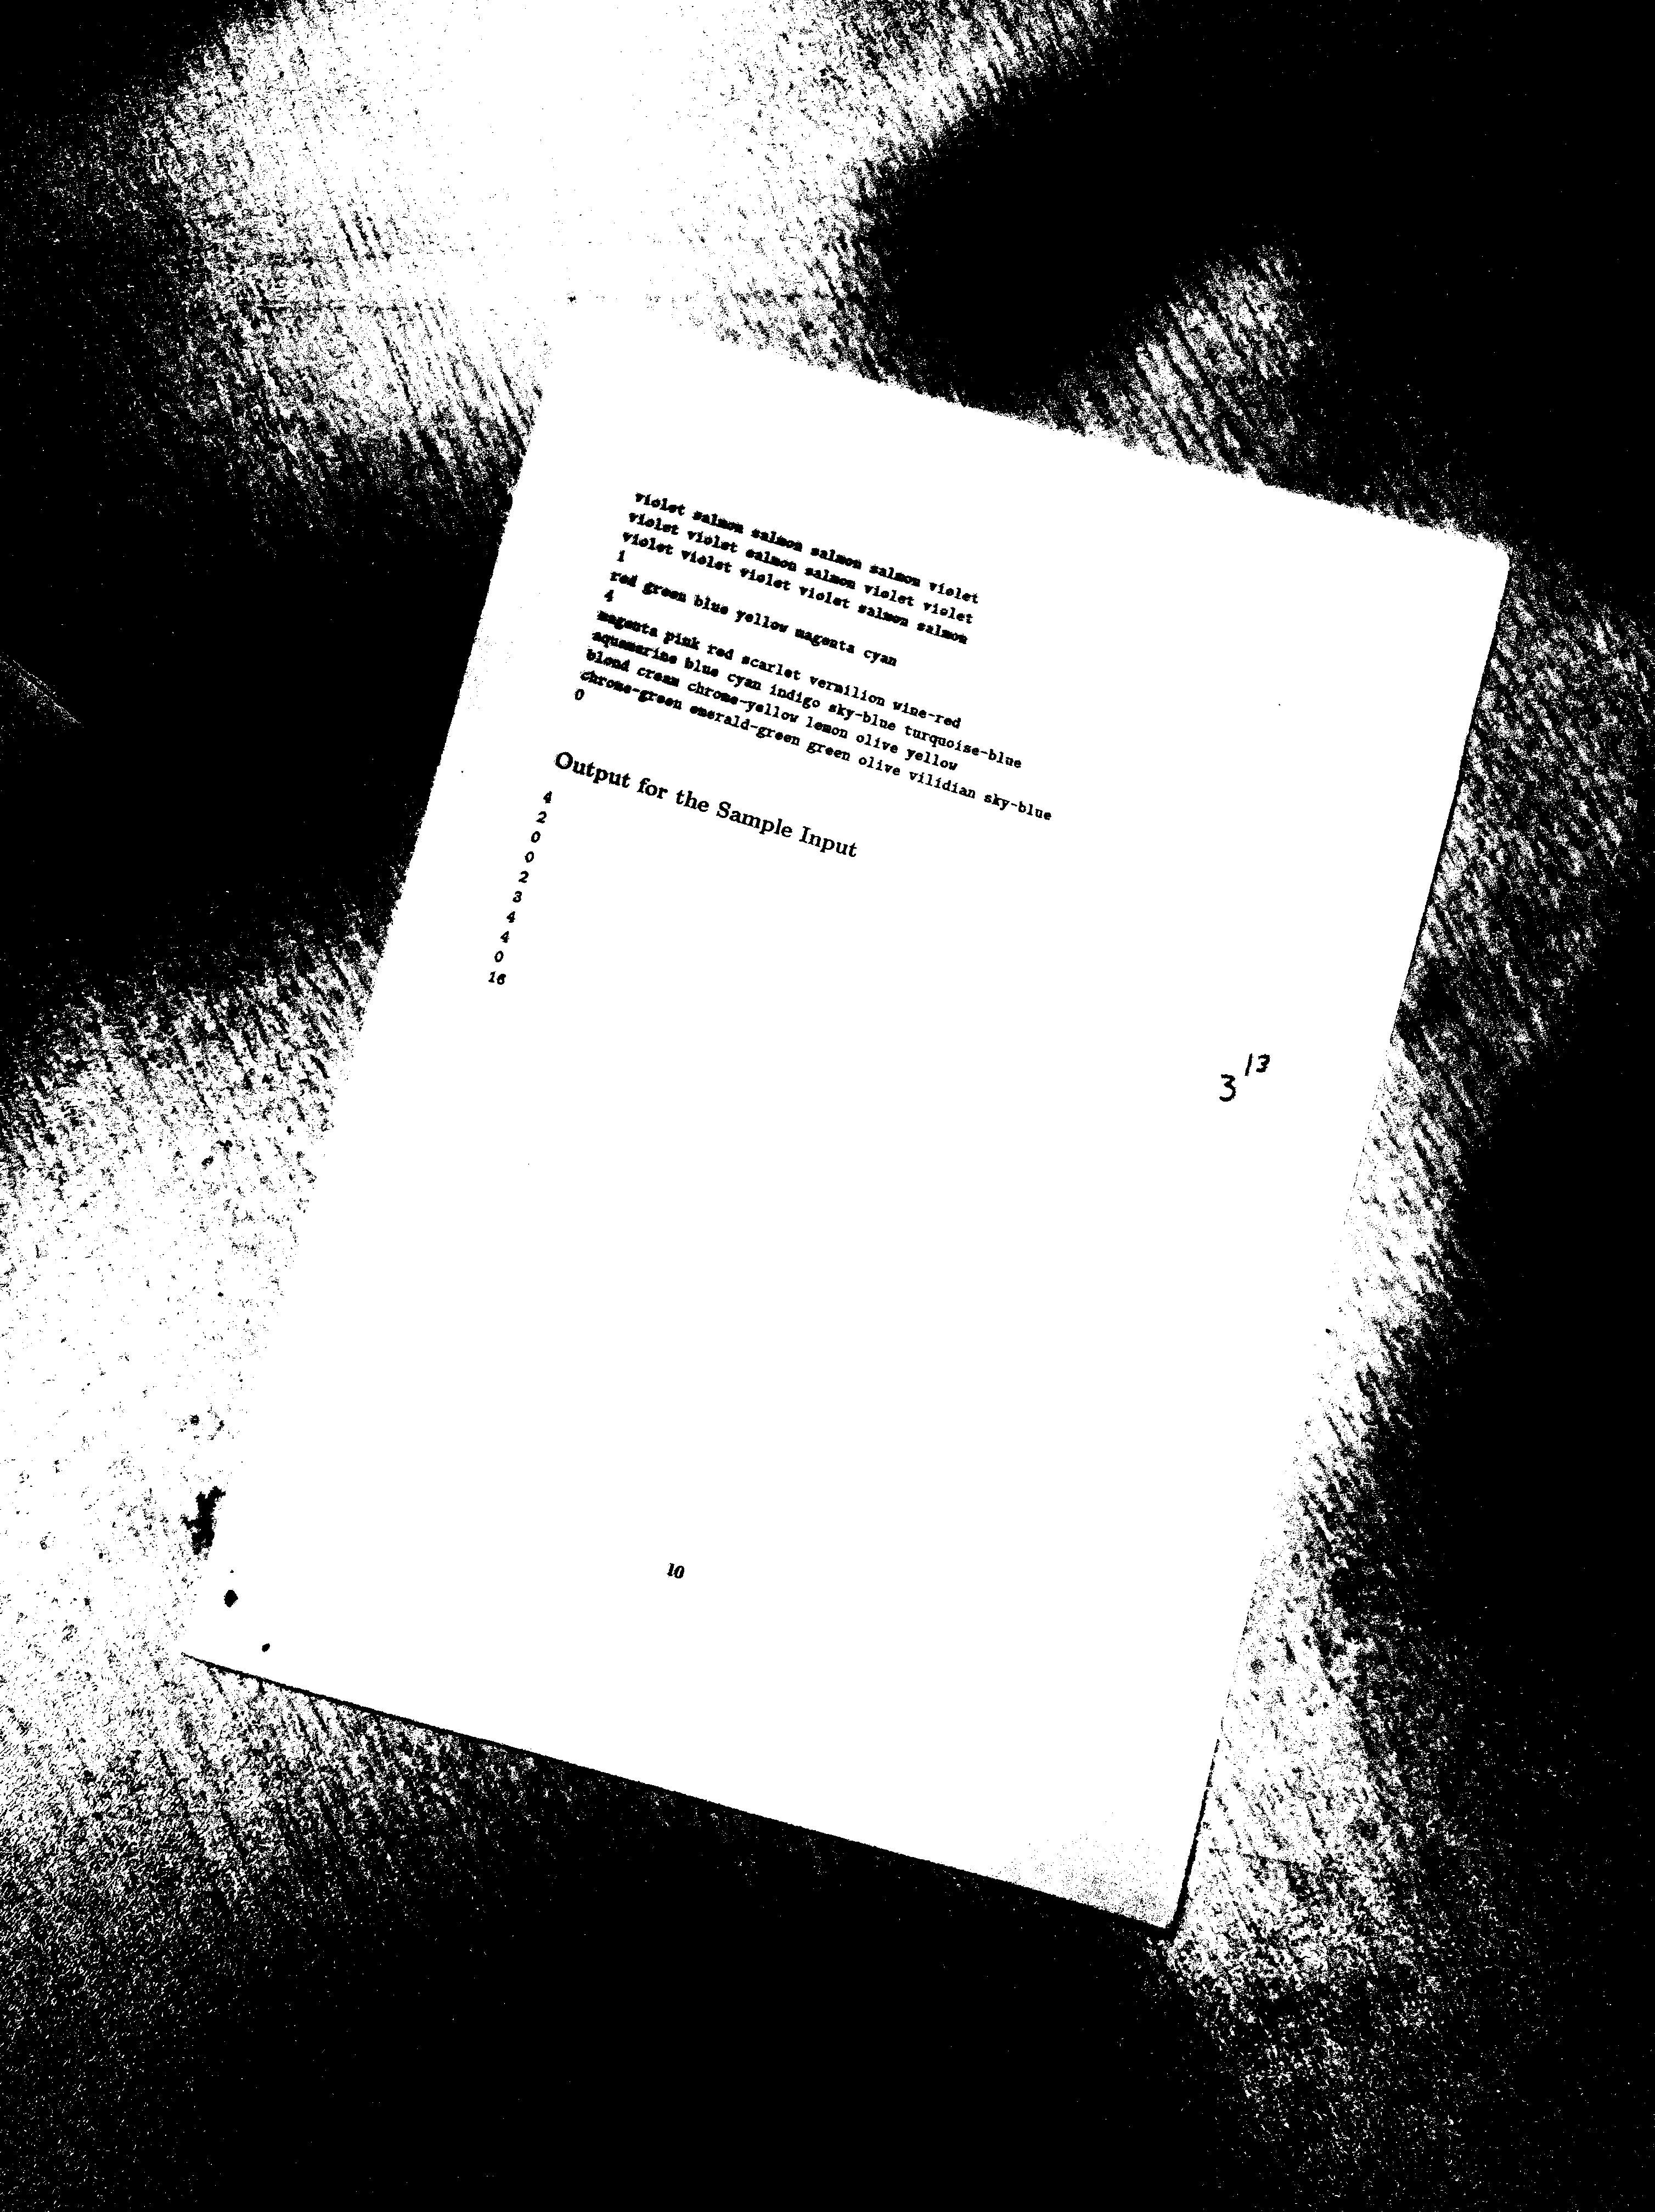 violet salmon salmon salmon salmon violet
violet violet salmon salmon violet violet
violet violet violet violet salmon salmon
1
red green blue yellow magenta cyan
4
magenta pink red scarlet vermilion wine-red
aquamarine blue cyan indigo sky-blue turquoise-blue
blond cream chrome-yellow lemon olive yellow
chrome-green emerald-green green olive vilidian sky-blue
0
Output for the Sample Input
4
2
0
0
2
3
4
4
0
16
3^13
10